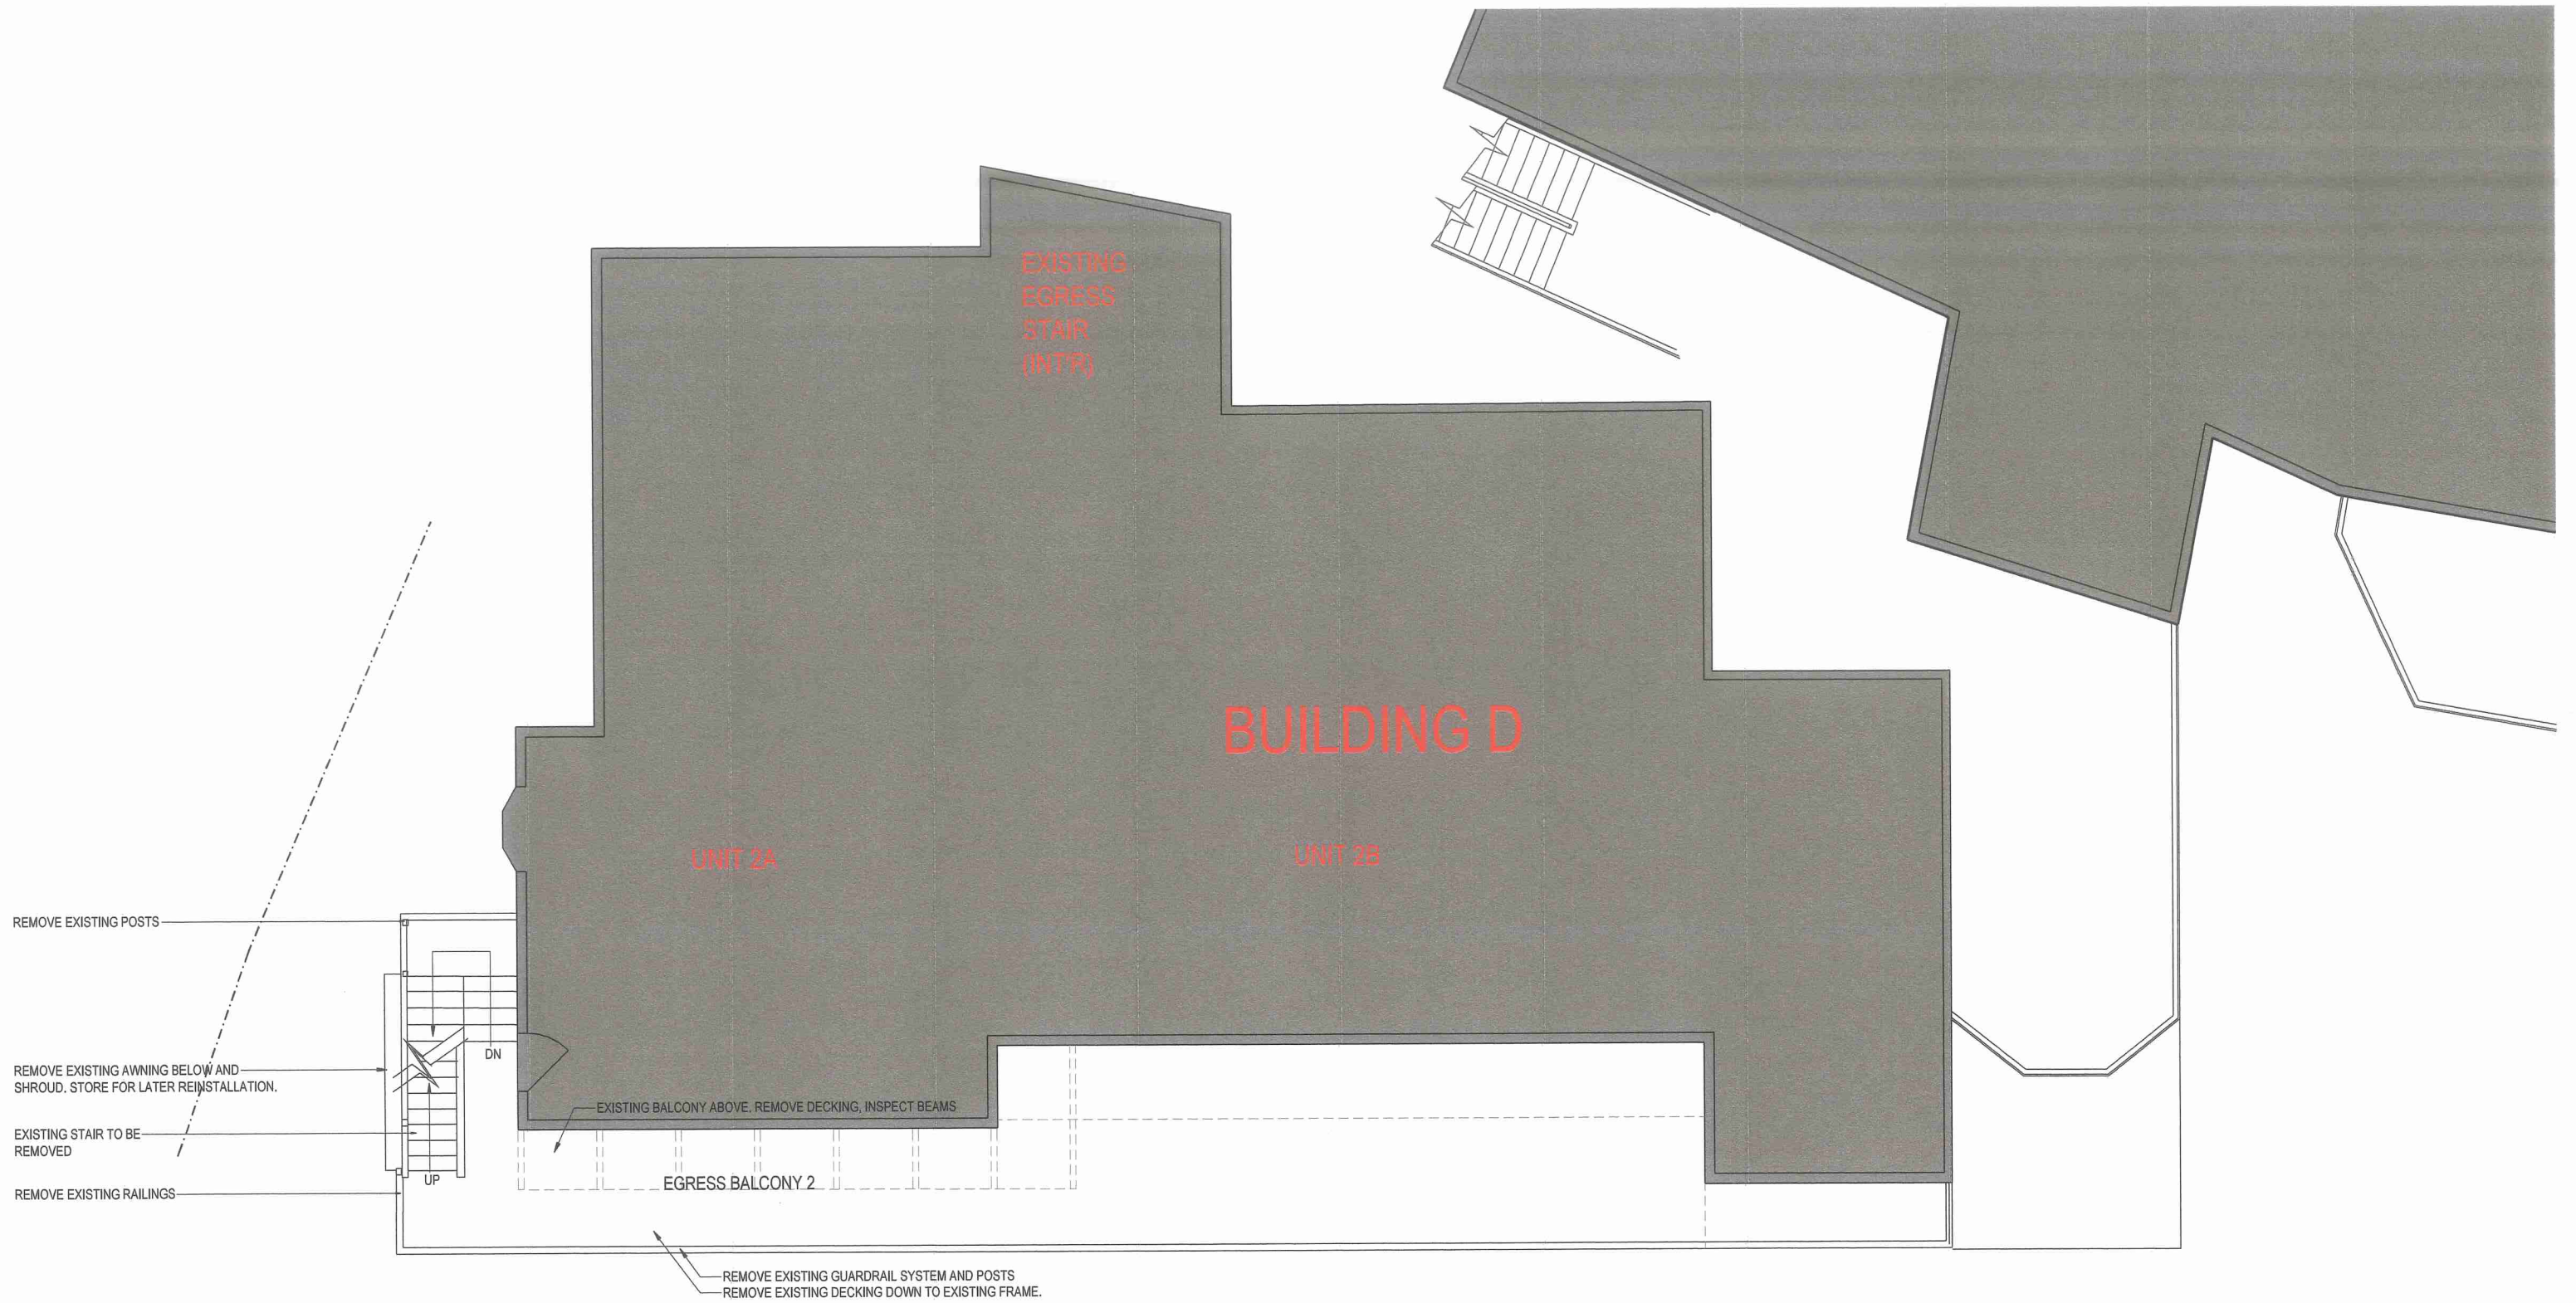 EXISTING
EGRESS
STAIR
(INT'R)
BUILDING D
UNIT 2A
UNIT 2B
REMOVE EXISTING POSTS
DN
REMOVE EXISTING AWNING BELOW AND
SHROUD. STORE FOR LATER REINSTALLATION.
EXISTING BALCONY ABOVE. REMOVE DECKING, INSPECT BEAMS
EXISTING STAIR TO BE
REMOVED
UP
EGRESS BALCONY 2
REMOVE EXISTING RAILINGS
REMOVE EXISTING GUARDRAIL SYSTEM AND POSTS
REMOVE EXISTING DECKING DOWN TO EXISTING FRAME.